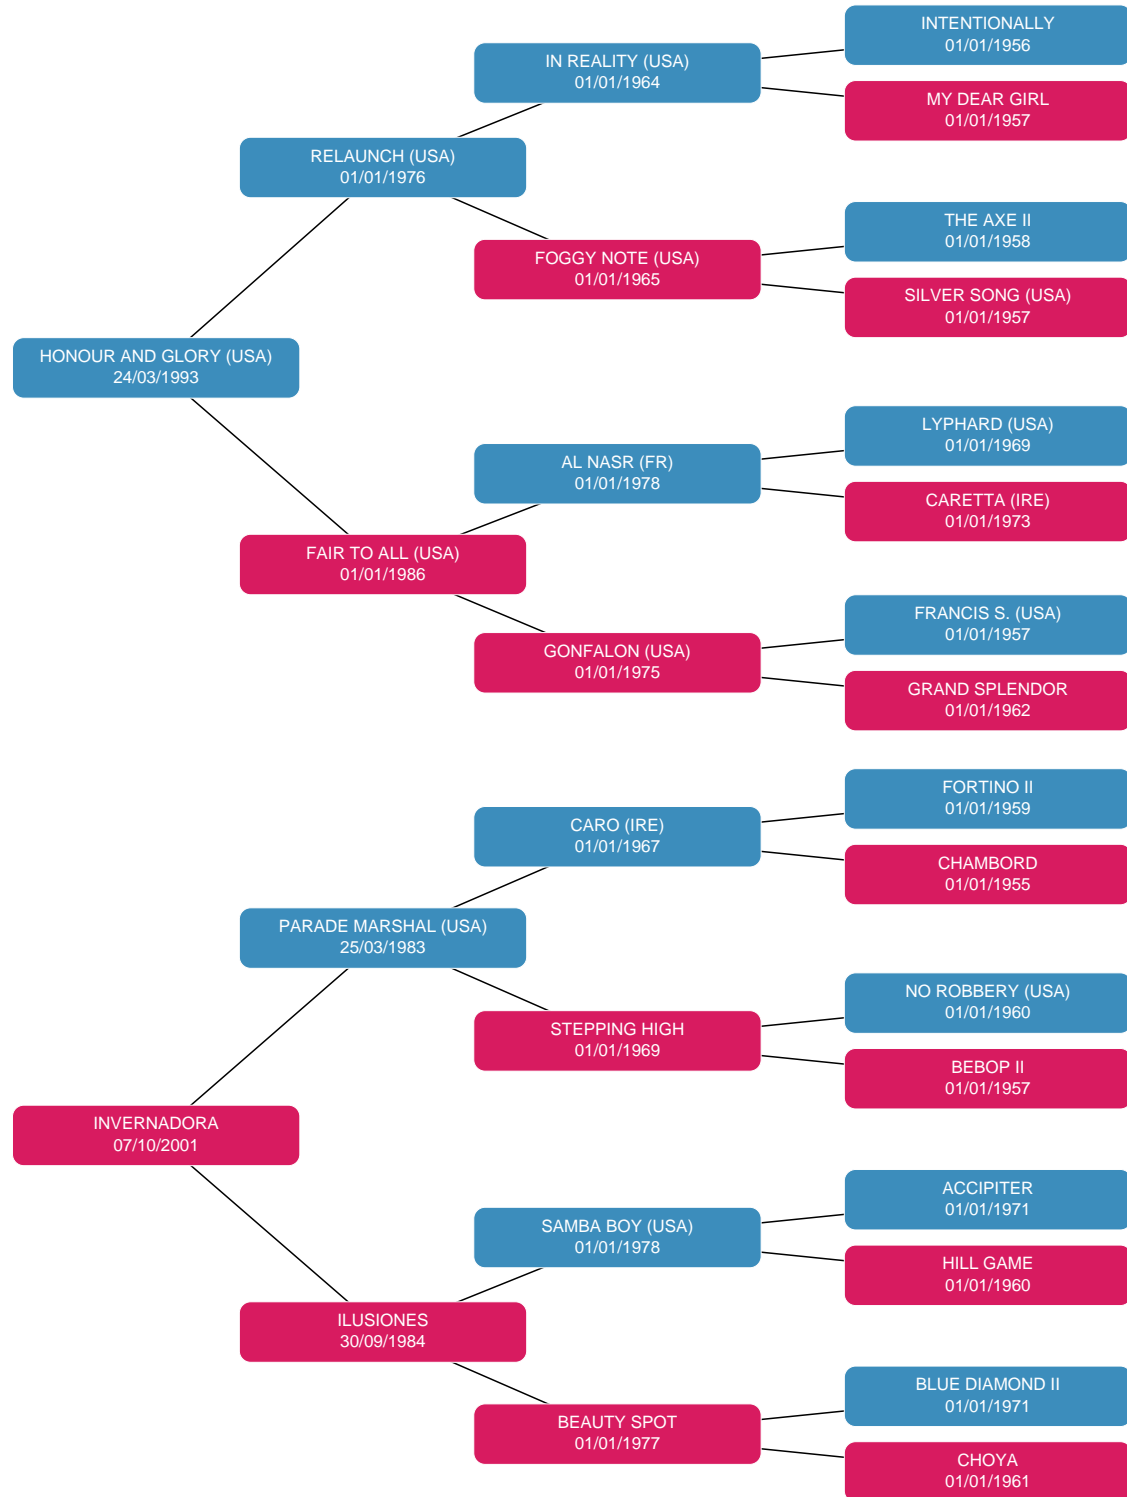 INTENTIONALLY
01/01/1956
IN REALITY (USA)
01/01/1964
MY DEAR GIRL
01/01/1957
RELAUNCH (USA)
01/01/1976
THE AXE II
01/01/1958
FOGGY NOTE (USA)
01/01/1965
SILVER SONG (USA)
01/01/1957
HONOUR AND GLORY (USA)
24/03/1993
LYPHARD (USA)
01/01/1969
AL NASR (FR)
01/01/1978
CARETTA (IRE)
01/01/1973
FAIR TO ALL (USA)
01/01/1986
FRANCIS S. (USA)
01/01/1957
GONFALON (USA)
01/01/1975
GRAND SPLENDOR
01/01/1962
FORTINO II
01/01/1959
CARO (IRE)
01/01/1967
CHAMBORD
01/01/1955
PARADE MARSHAL (USA)
25/03/1983
NO ROBBERY (USA)
01/01/1960
STEPPING HIGH
01/01/1969
BEBOP II
01/01/1957
INVERNADORA
07/10/2001
ACCIPITER
01/01/1971
SAMBA BOY (USA)
01/01/1978
HILL GAME
01/01/1960
ILUSIONES
30/09/1984
BLUE DIAMOND II
01/01/1971
BEAUTY SPOT
01/01/1977
CHOYA
01/01/1961